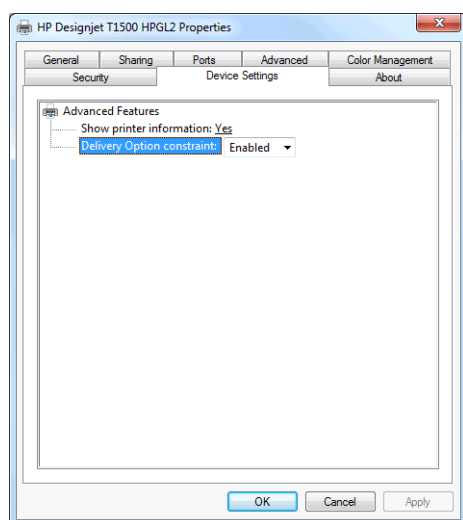 HP Designjet T1500 HPGL2 Properties
General Sharing Ports Advanced Color Management
Security Device Settings About
Advanced Features
Show printer information: Yes
Delivery Option constraint: Enabled
OK Cancel Apply